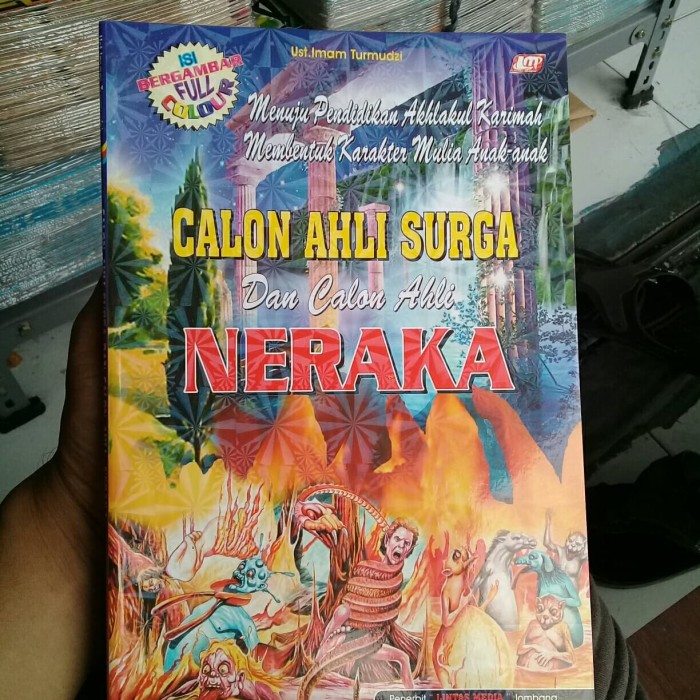 Ust.Imam Turmudzi
ISI
BERGAMBAR
FULL
COLOUR
Menuju Pendidikan Akhlakul Karimah
Membentuk Karakter Mulia Anak-anak
CALON AHLI SURGA
Dan Calon Ahli
NERAKA
Penerbit " LINTAS MEDIA " Jombang